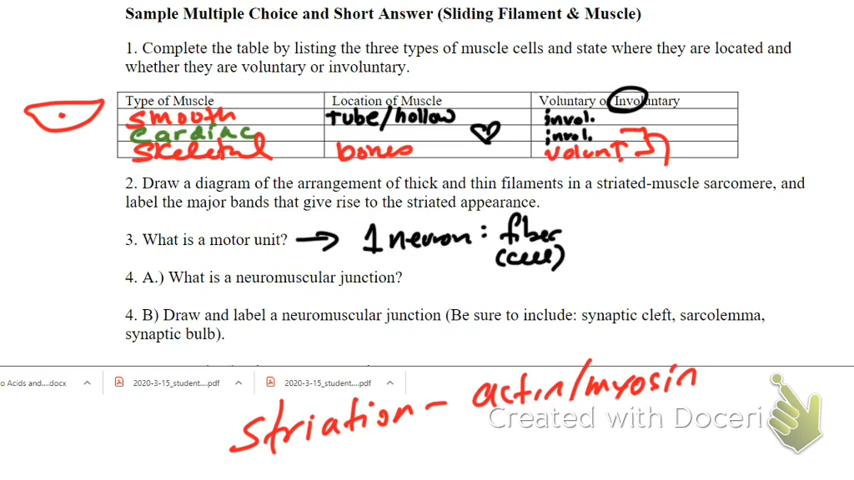 Sample Multiple Choice and Short Answer (Sliding Filament & Muscle)
1. Complete the table by listing the three types of muscle cells and state where they are located and
whether they are voluntary or involuntary.
Type of Muscle Location of Muscle Voluntary or Involuntary
smooth tube/hollow invol.
cardiac invol.
skeletal bones volunt
2. Draw a diagram of the arrangement of thick and thin filaments in a striated-muscle sarcomere, and
label the major bands that give rise to the striated appearance.
3. What is a motor unit? → 1 neuron : fiber
(cell)
4. A.) What is a neuromuscular junction?
4. B) Draw and label a neuromuscular junction (Be sure to include: synaptic cleft, sarcolemma,
synaptic bulb).
o Acids and....docx 2020-3-15_student....pdf 2020-3-15_student....pdf
striation - actin/myosin
Created with Doceri